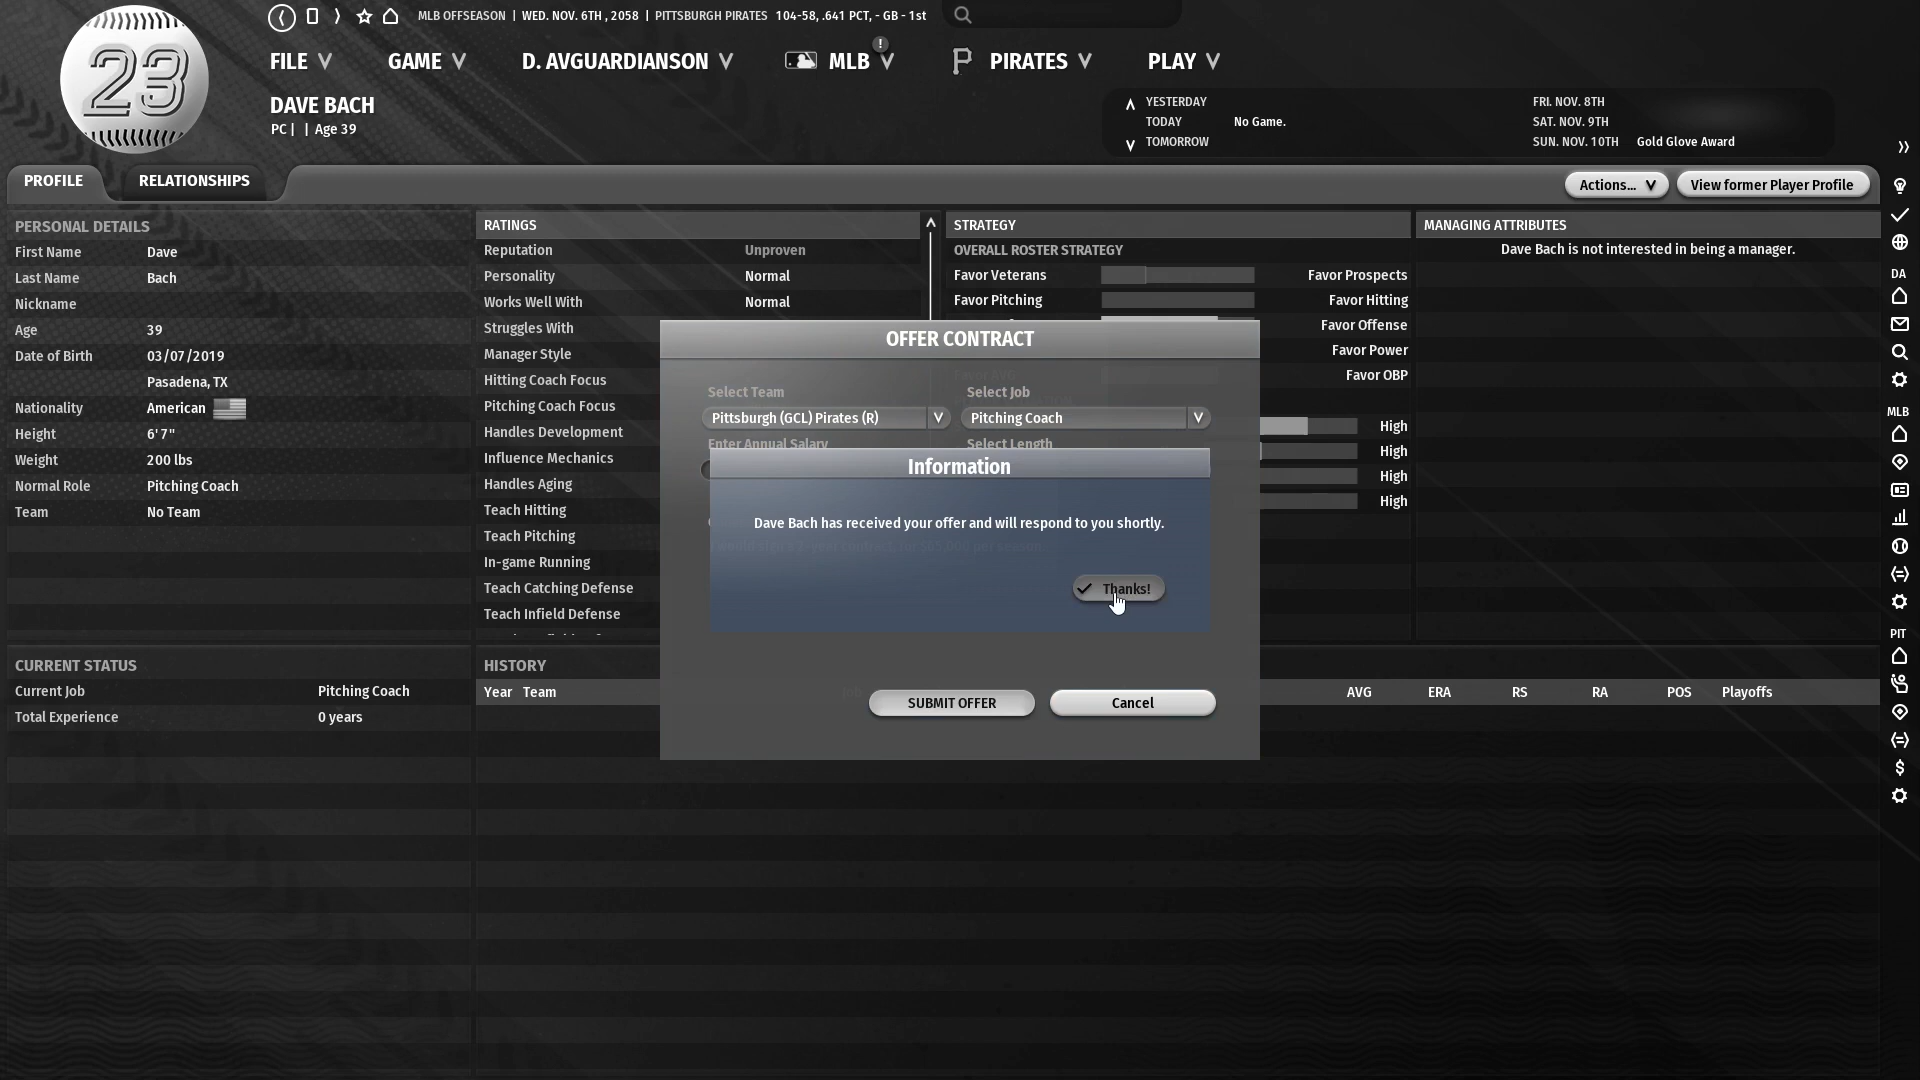 MLB OFFSEASON | WED. NOV. 6TH , 2058 | PITTSBURGH PIRATES 104-58, .641 PCT, - GB - 1st
23
FILE GAME D. AVGUARDIANSON MLB ! P PIRATES PLAY
DAVE BACH
PC | | Age 39
YESTERDAY
TODAY No Game.
TOMORROW
FRI. NOV. 8TH
SAT. NOV. 9TH
SUN. NOV. 10TH Gold Glove Award
PROFILE RELATIONSHIPS
Actions... View former Player Profile
PERSONAL DETAILS
First Name Dave
Last Name Bach
Nickname
Age 39
Date of Birth 03/07/2019
Pasadena, TX
Nationality American
Height 6' 7"
Weight 200 lbs
Normal Role Pitching Coach
Team No Team
RATINGS
Reputation Unproven
Personality Normal
Works Well With Normal
Struggles With
Manager Style
Hitting Coach Focus
Pitching Coach Focus
Handles Development
Influence Mechanics
Handles Aging
Teach Hitting
Teach Pitching
In-game Running
Teach Catching Defense
Teach Infield Defense
STRATEGY
OVERALL ROSTER STRATEGY
Favor Veterans Favor Prospects
Favor Pitching Favor Hitting
Favor Offense
Favor Power
Favor OBP
High
High
High
High
MANAGING ATTRIBUTES
Dave Bach is not interested in being a manager.
OFFER CONTRACT
Select Team Select Job
Pittsburgh (GCL) Pirates (R) Pitching Coach
Enter Annual Salary Select Length
Information
Dave Bach has received your offer and will respond to you shortly.
Thanks!
SUBMIT OFFER Cancel
CURRENT STATUS
Current Job Pitching Coach
Total Experience 0 years
HISTORY
Year Team AVG ERA RS RA POS Playoffs
DA
MLB
PIT
$